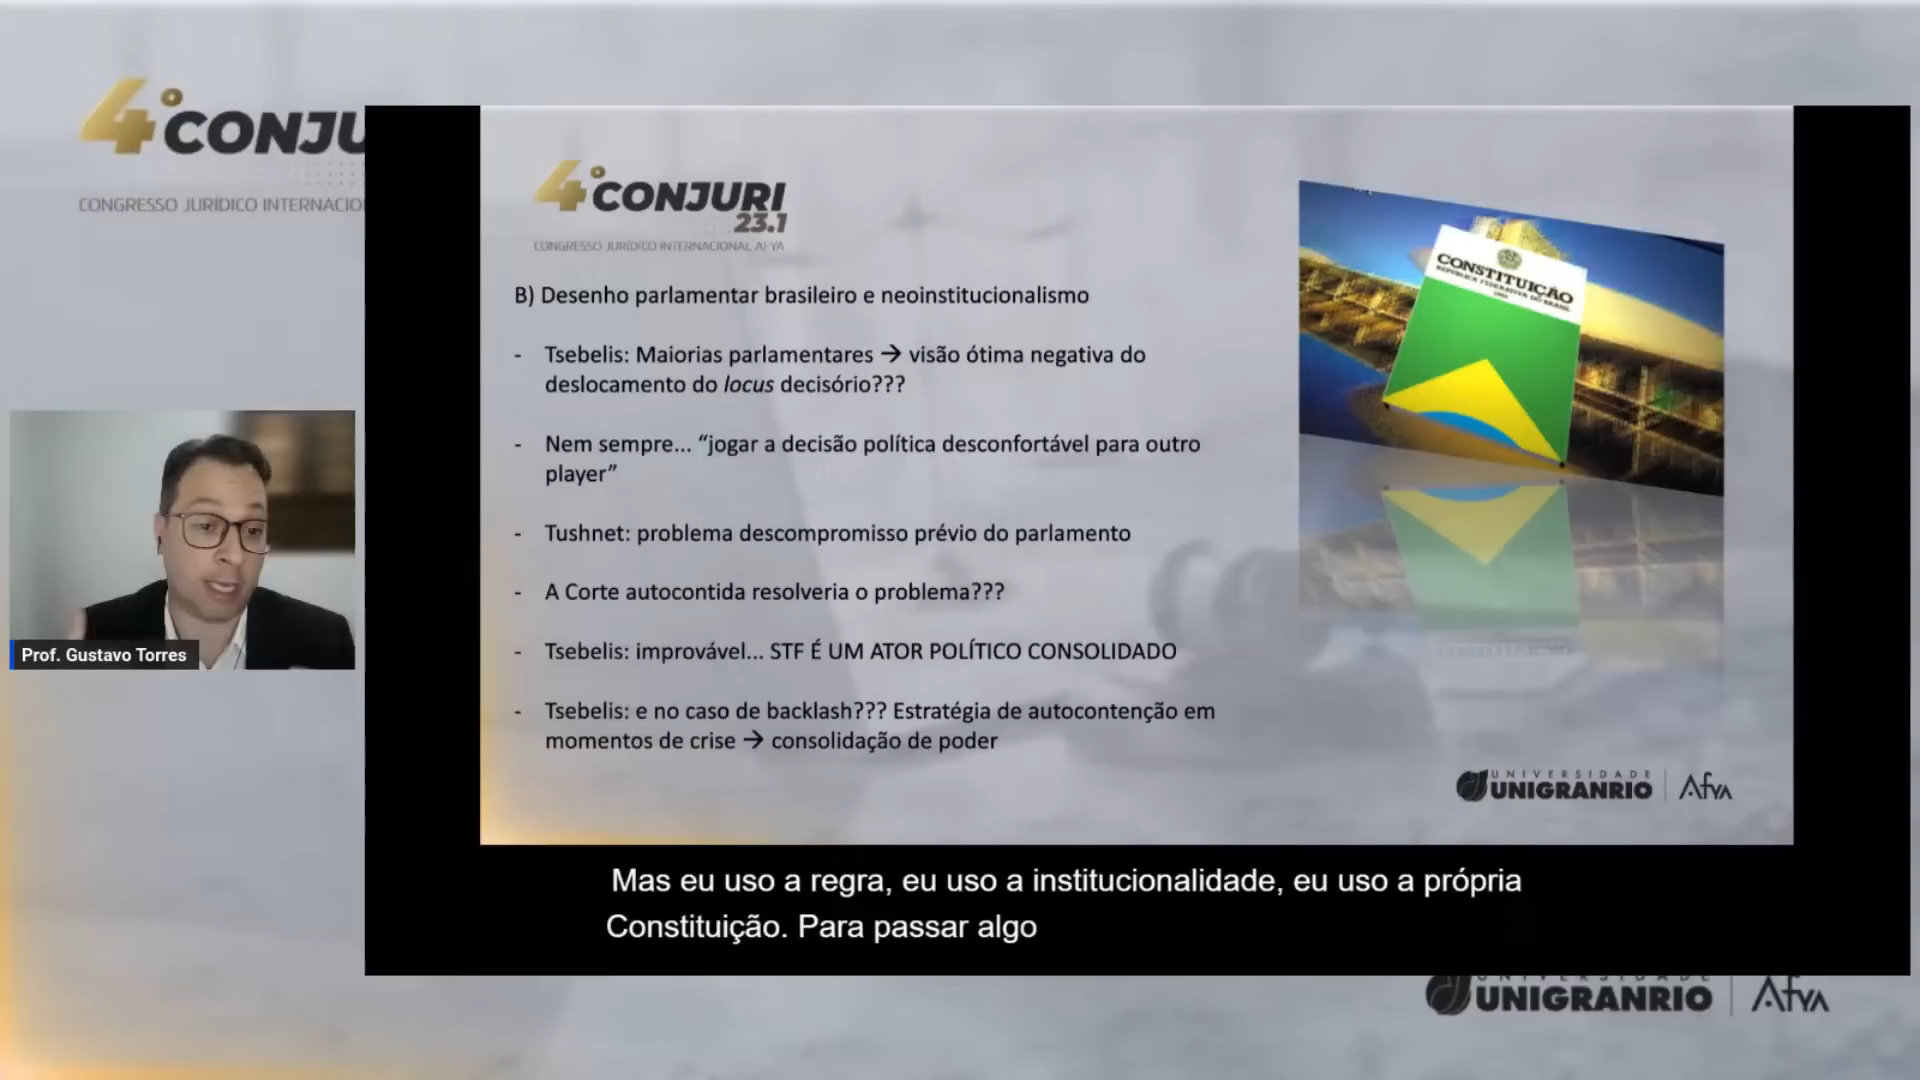 4º CONJU
CONGRESSO JURÍDICO INTERNACIO
4º CONJURI
23.1
CONGRESSO JURÍDICO INTERNACIONAL AFYA
B) Desenho parlamentar brasileiro e neoinstitucionalismo
- Tsebelis: Maiorias parlamentares → visão ótima negativa do
deslocamento do locus decisório???
- Nem sempre... “jogar a decisão política desconfortável para outro
player”
- Tushnet: problema descompromisso prévio do parlamento
- A Corte autocontida resolveria o problema???
- Tsebelis: improvável... STF É UM ATOR POLÍTICO CONSOLIDADO
- Tsebelis: e no caso de backlash??? Estratégia de autocontenção em
momentos de crise → consolidação de poder
CONSTITUIÇÃO
REPÚBLICA FEDERATIVA DO BRASIL
UNIVERSIDADE
UNIGRANRIO
Afya
Prof. Gustavo Torres
Mas eu uso a regra, eu uso a institucionalidade, eu uso a própria
Constituição. Para passar algo
UNIVERSIDADE
UNIGRANRIO
Afya